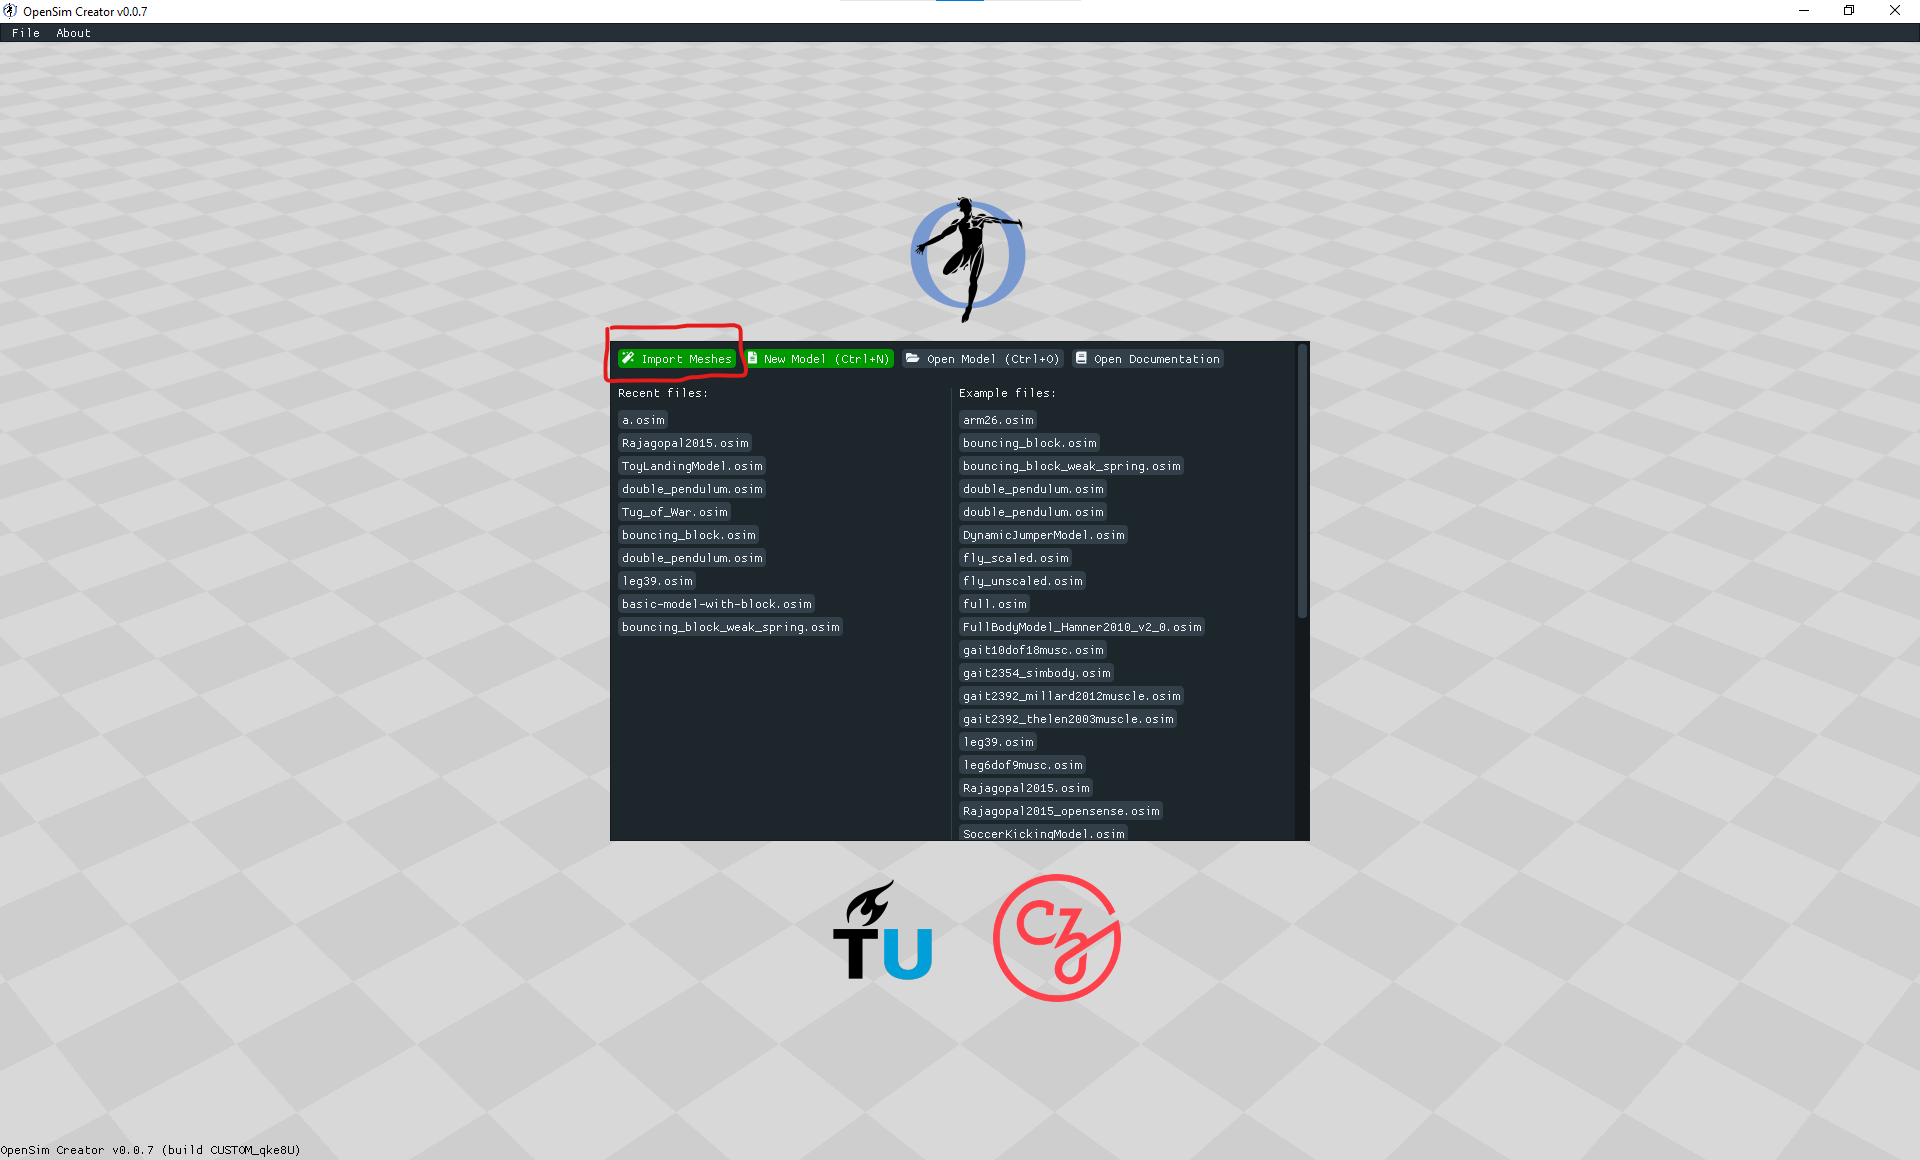 OpenSim Creator v0.0.7
File About
Import Meshes New Model (Ctrl+N) Open Model (Ctrl+O) Open Documentation
Recent files:
a.osim
Rajagopal2015.osim
ToyLandingModel.osim
double_pendulum.osim
Tug_of_War.osim
bouncing_block.osim
double_pendulum.osim
leg39.osim
basic-model-with-block.osim
bouncing_block_weak_spring.osim
Example files:
arm26.osim
bouncing_block.osim
bouncing_block_weak_spring.osim
double_pendulum.osim
double_pendulum.osim
DynamicJumperModel.osim
fly_scaled.osim
fly_unscaled.osim
full.osim
FullBodyModel_Hamner2010_v2_0.osim
gait10dof18musc.osim
gait2354_simbody.osim
gait2392_millard2012muscle.osim
gait2392_thelen2003muscle.osim
leg39.osim
leg6dof9musc.osim
Rajagopal2015.osim
Rajagopal2015_opensense.osim
SoccerKickingModel.osim
TU
CZ
OpenSim Creator v0.0.7 (build CUSTOM_qke8U)